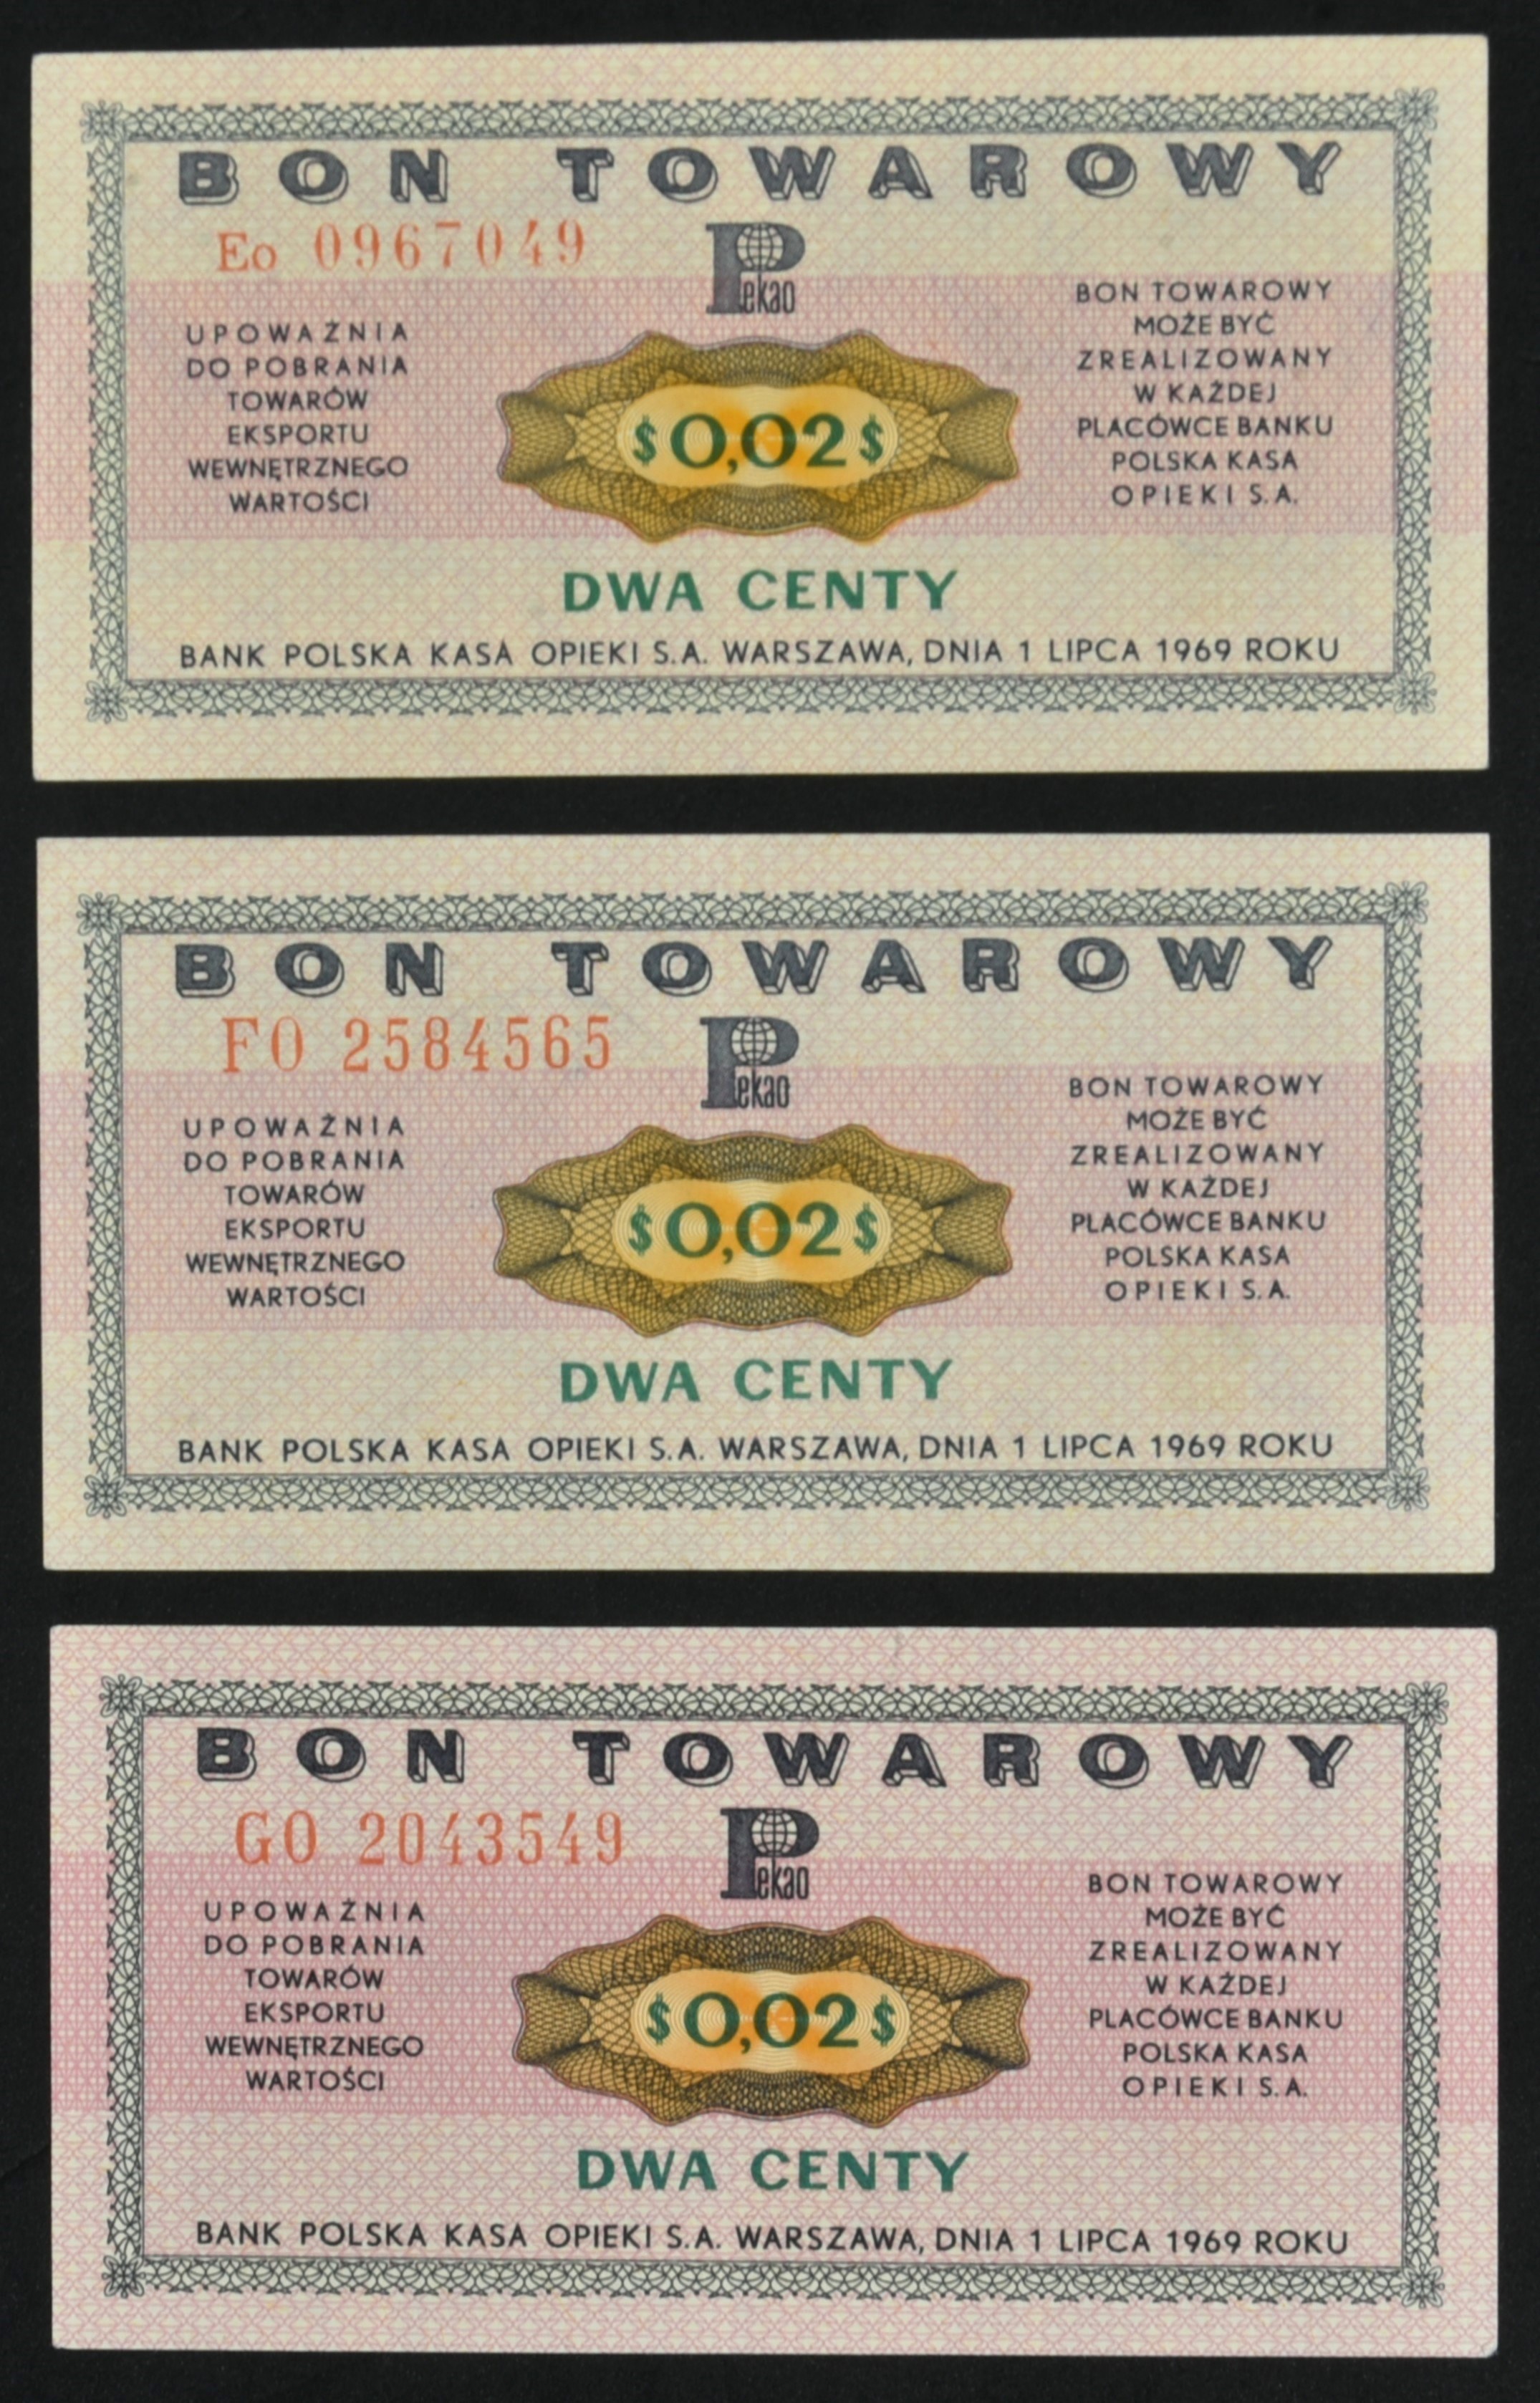 BON TOWAROWY
Eo 0967049
Pekao
UPOWAŻNIA
DO POBRANIA
TOWARÓW
EKSPORTU
WEWNĘTRZNEGO
WARTOŚCI
BON TOWAROWY
MOŻE BYĆ
ZREALIZOWANY
W KAŻDEJ
PLACÓWCE BANKU
POLSKA KASA
OPIEKI S.A.
$0,02$
DWA CENTY
BANK POLSKA KASA OPIEKI S.A. WARSZAWA, DNIA 1 LIPCA 1969 ROKU
BON TOWAROWY
FO 2584565
Pekao
UPOWAŻNIA
DO POBRANIA
TOWARÓW
EKSPORTU
WEWNĘTRZNEGO
WARTOŚCI
BON TOWAROWY
MOŻE BYĆ
ZREALIZOWANY
W KAŻDEJ
PLACÓWCE BANKU
POLSKA KASA
OPIEKI S.A.
$0,02$
DWA CENTY
BANK POLSKA KASA OPIEKI S.A. WARSZAWA, DNIA 1 LIPCA 1969 ROKU
BON TOWAROWY
GO 2043549
Pekao
UPOWAŻNIA
DO POBRANIA
TOWARÓW
EKSPORTU
WEWNĘTRZNEGO
WARTOŚCI
BON TOWAROWY
MOŻE BYĆ
ZREALIZOWANY
W KAŻDEJ
PLACÓWCE BANKU
POLSKA KASA
OPIEKI S.A.
$0,02$
DWA CENTY
BANK POLSKA KASA OPIEKI S.A. WARSZAWA, DNIA 1 LIPCA 1969 ROKU